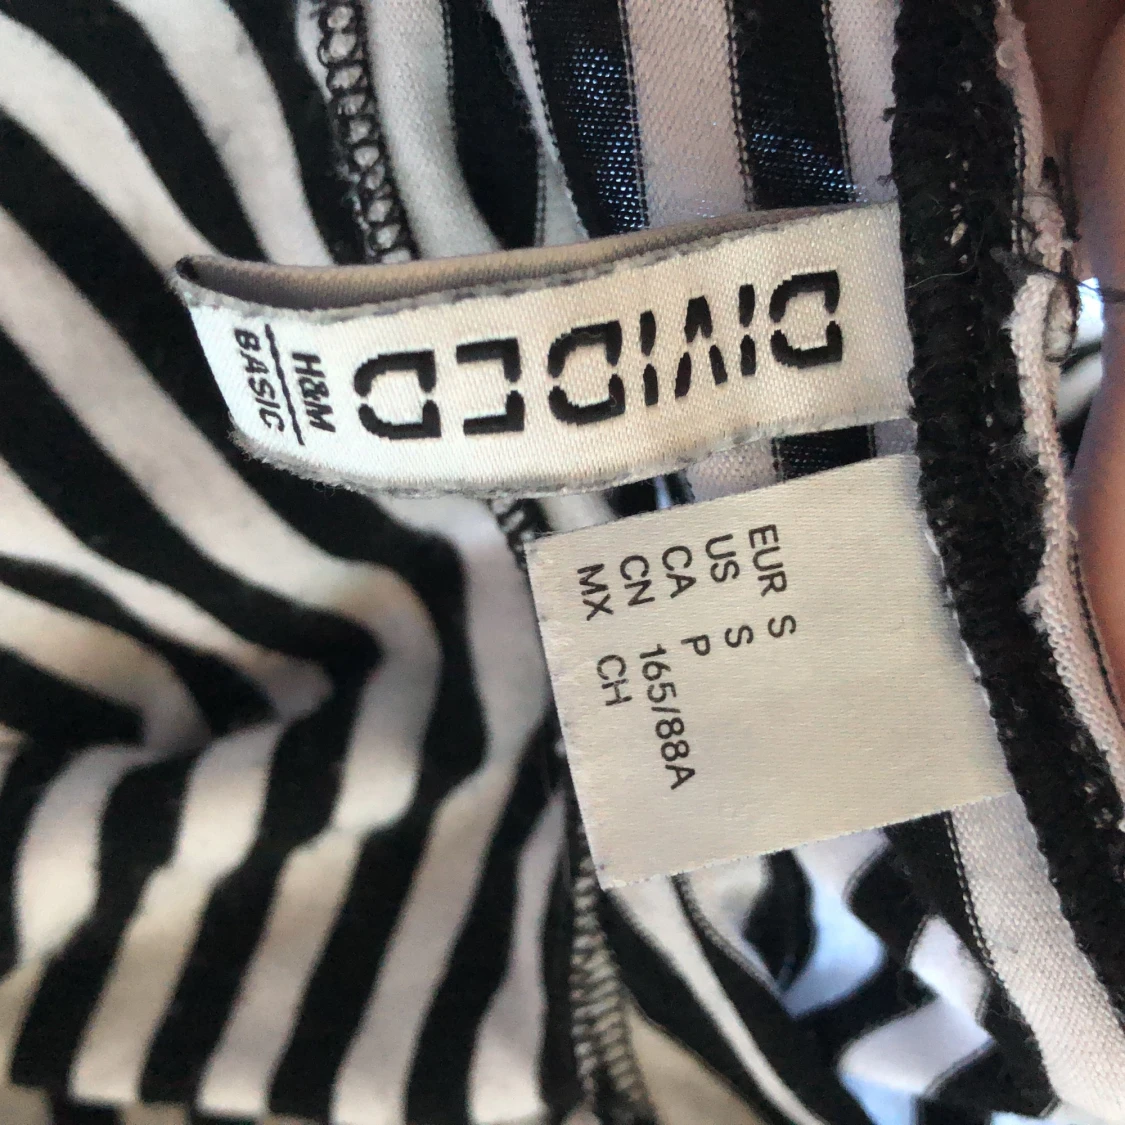 DIVIDED
H&M
BASIC
EUR S
US S
CA P
CN 165/88A
MX CH